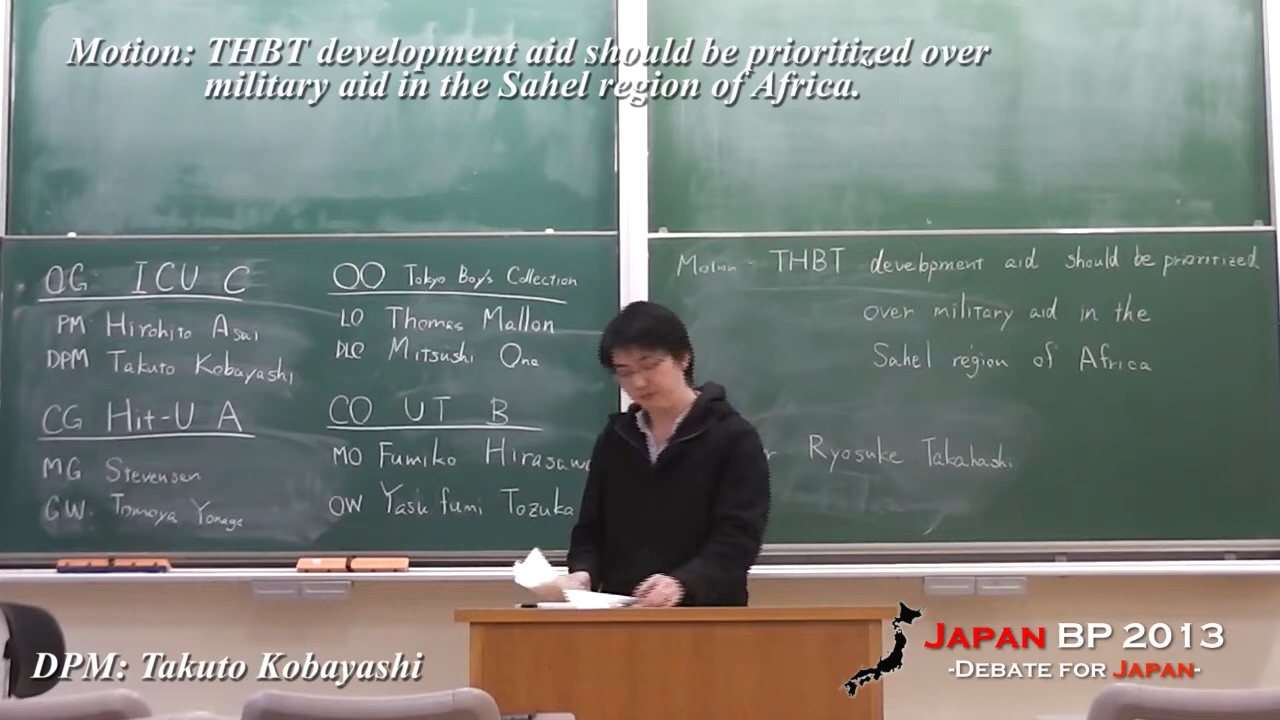 Motion: THBT development aid should be prioritized over
military aid in the Sahel region of Africa.
OG: ICU C
PM Hirohito Asai
DPM Takuto Kobayashi
CG Hit-U A
MG Stevensen
GW. Tomoya Yonaga
OO Tokyo Boy's Collection
LO Thomas Mallon
DLO Mitsushi Ono
CO UT B
MO Fumiko Hirasawa
OW Yasufumi Tozuka
Motion THBT development aid should be prioritized
over military aid in the
Sahel region of Africa
Ryosuke Takahashi
DPM: Takuto Kobayashi
JAPAN BP 2013
-DEBATE FOR JAPAN-